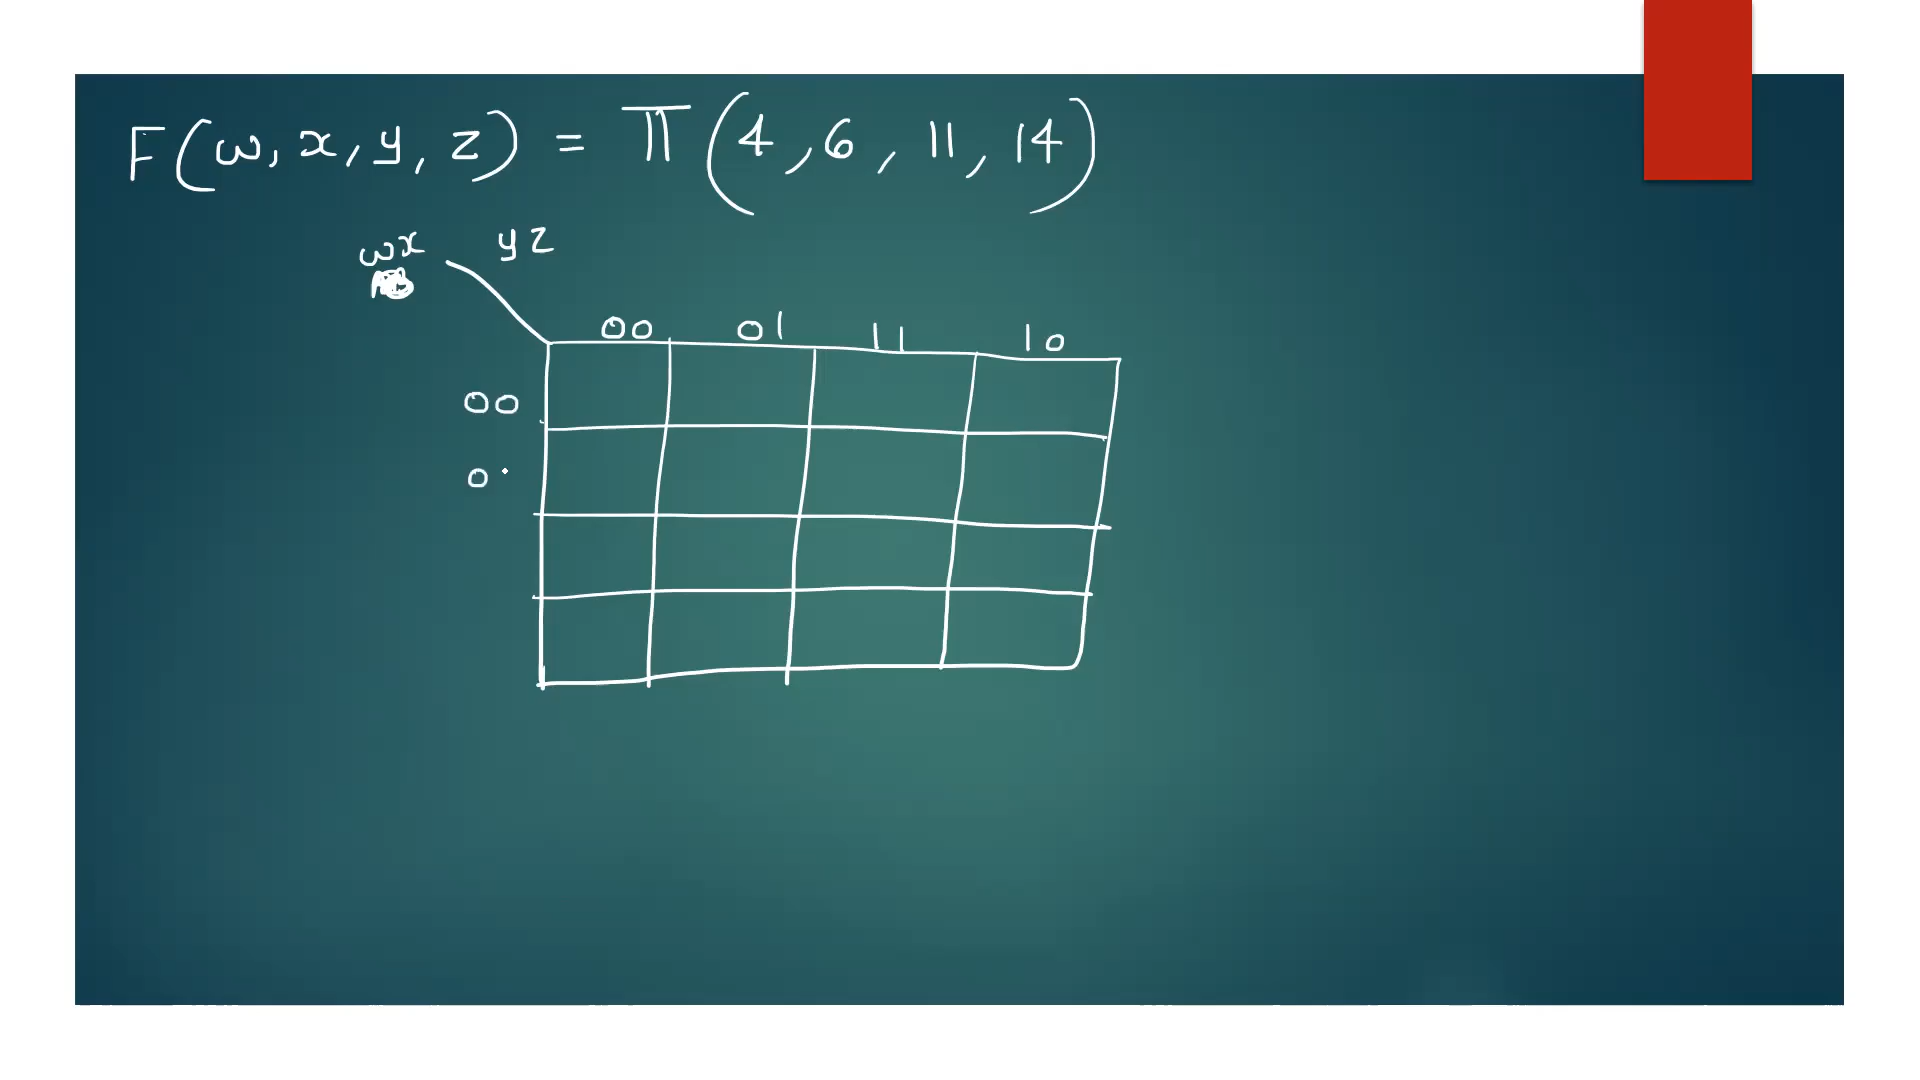 F(w, x, y, z) = π(4, 6, 11, 14)
wx yz
00 01 11 10
00
0